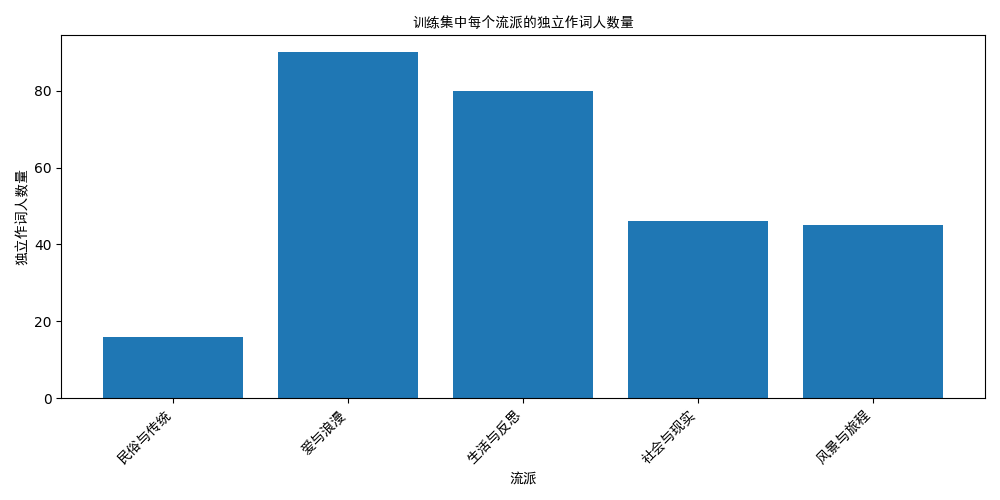 训练集中每个流派的独立作词人数量
独立作词人数量
80
60
40
20
0
民俗与传统
爱与浪漫
生活与反思
社会与现实
风景与旅程
流派